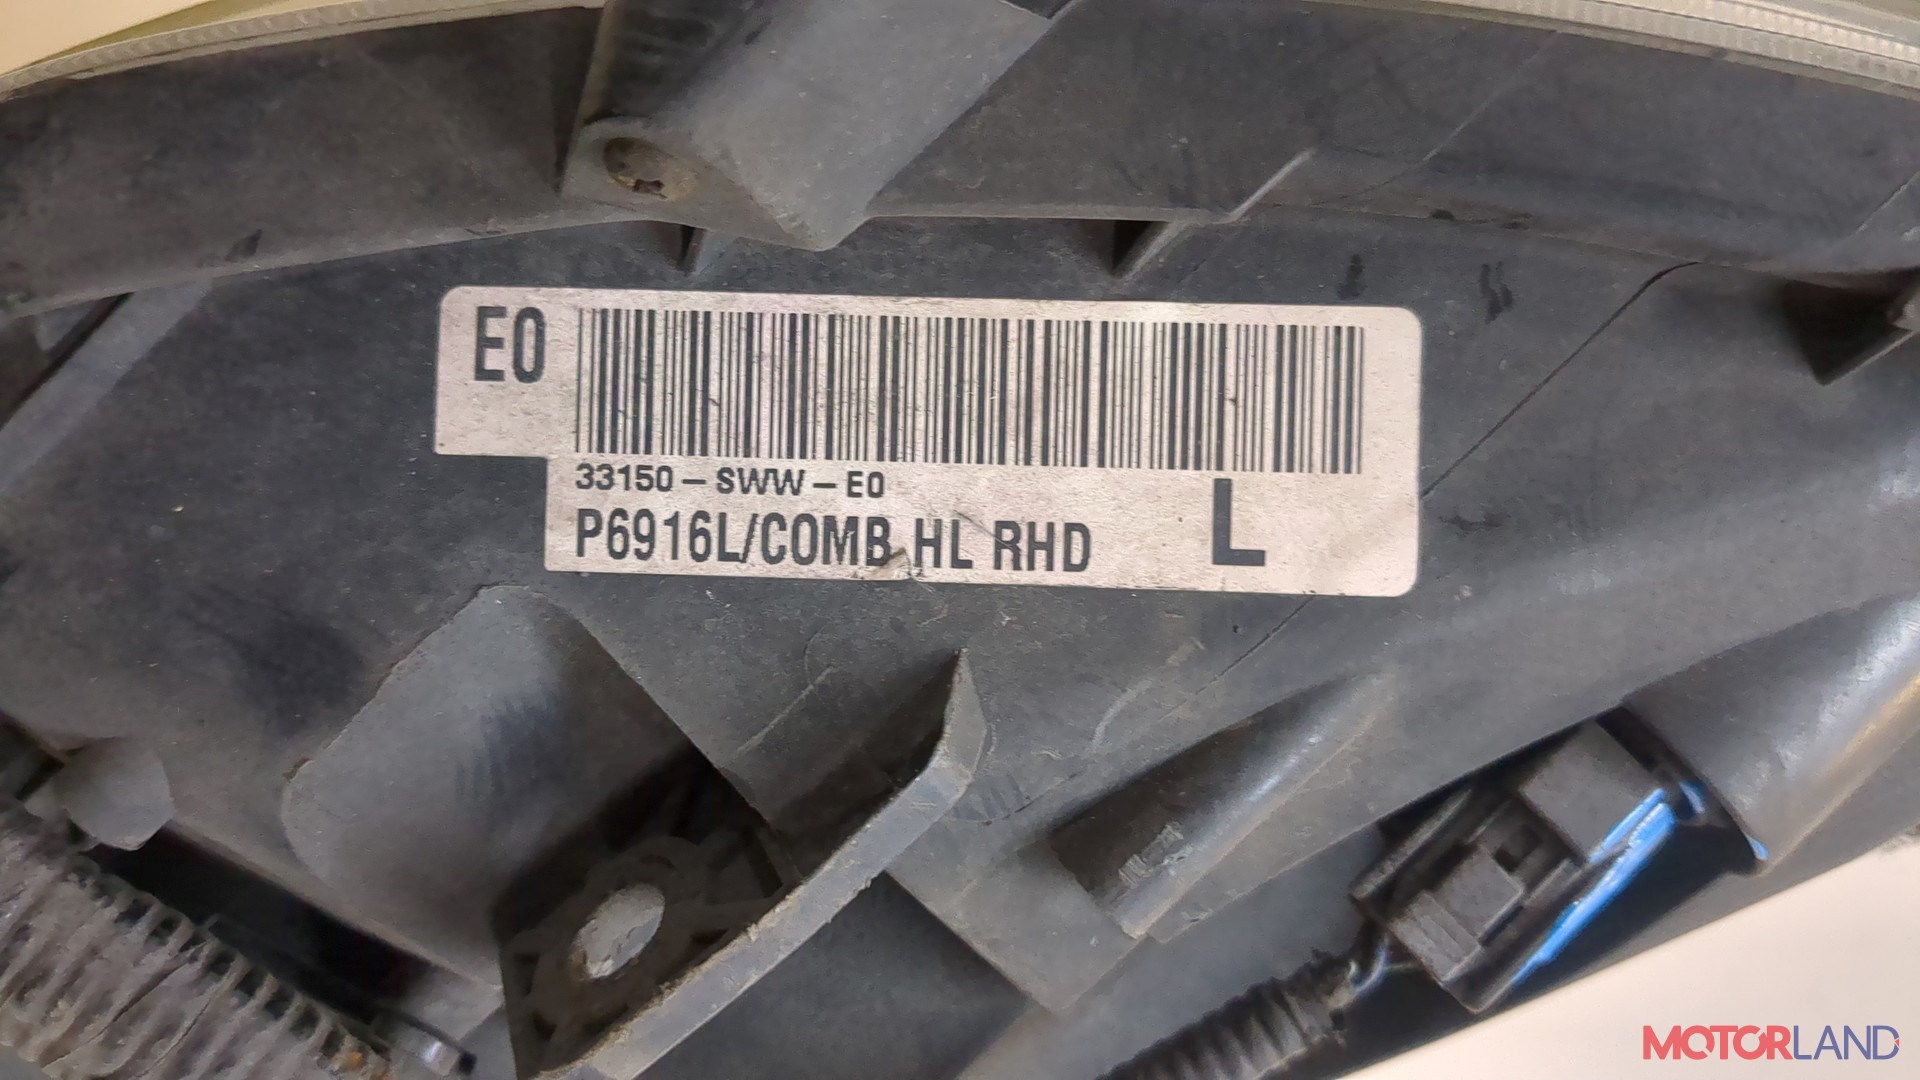 E0
33150-SWW-E0
P6916L/COMB HL RHD
L
MOTORLAND